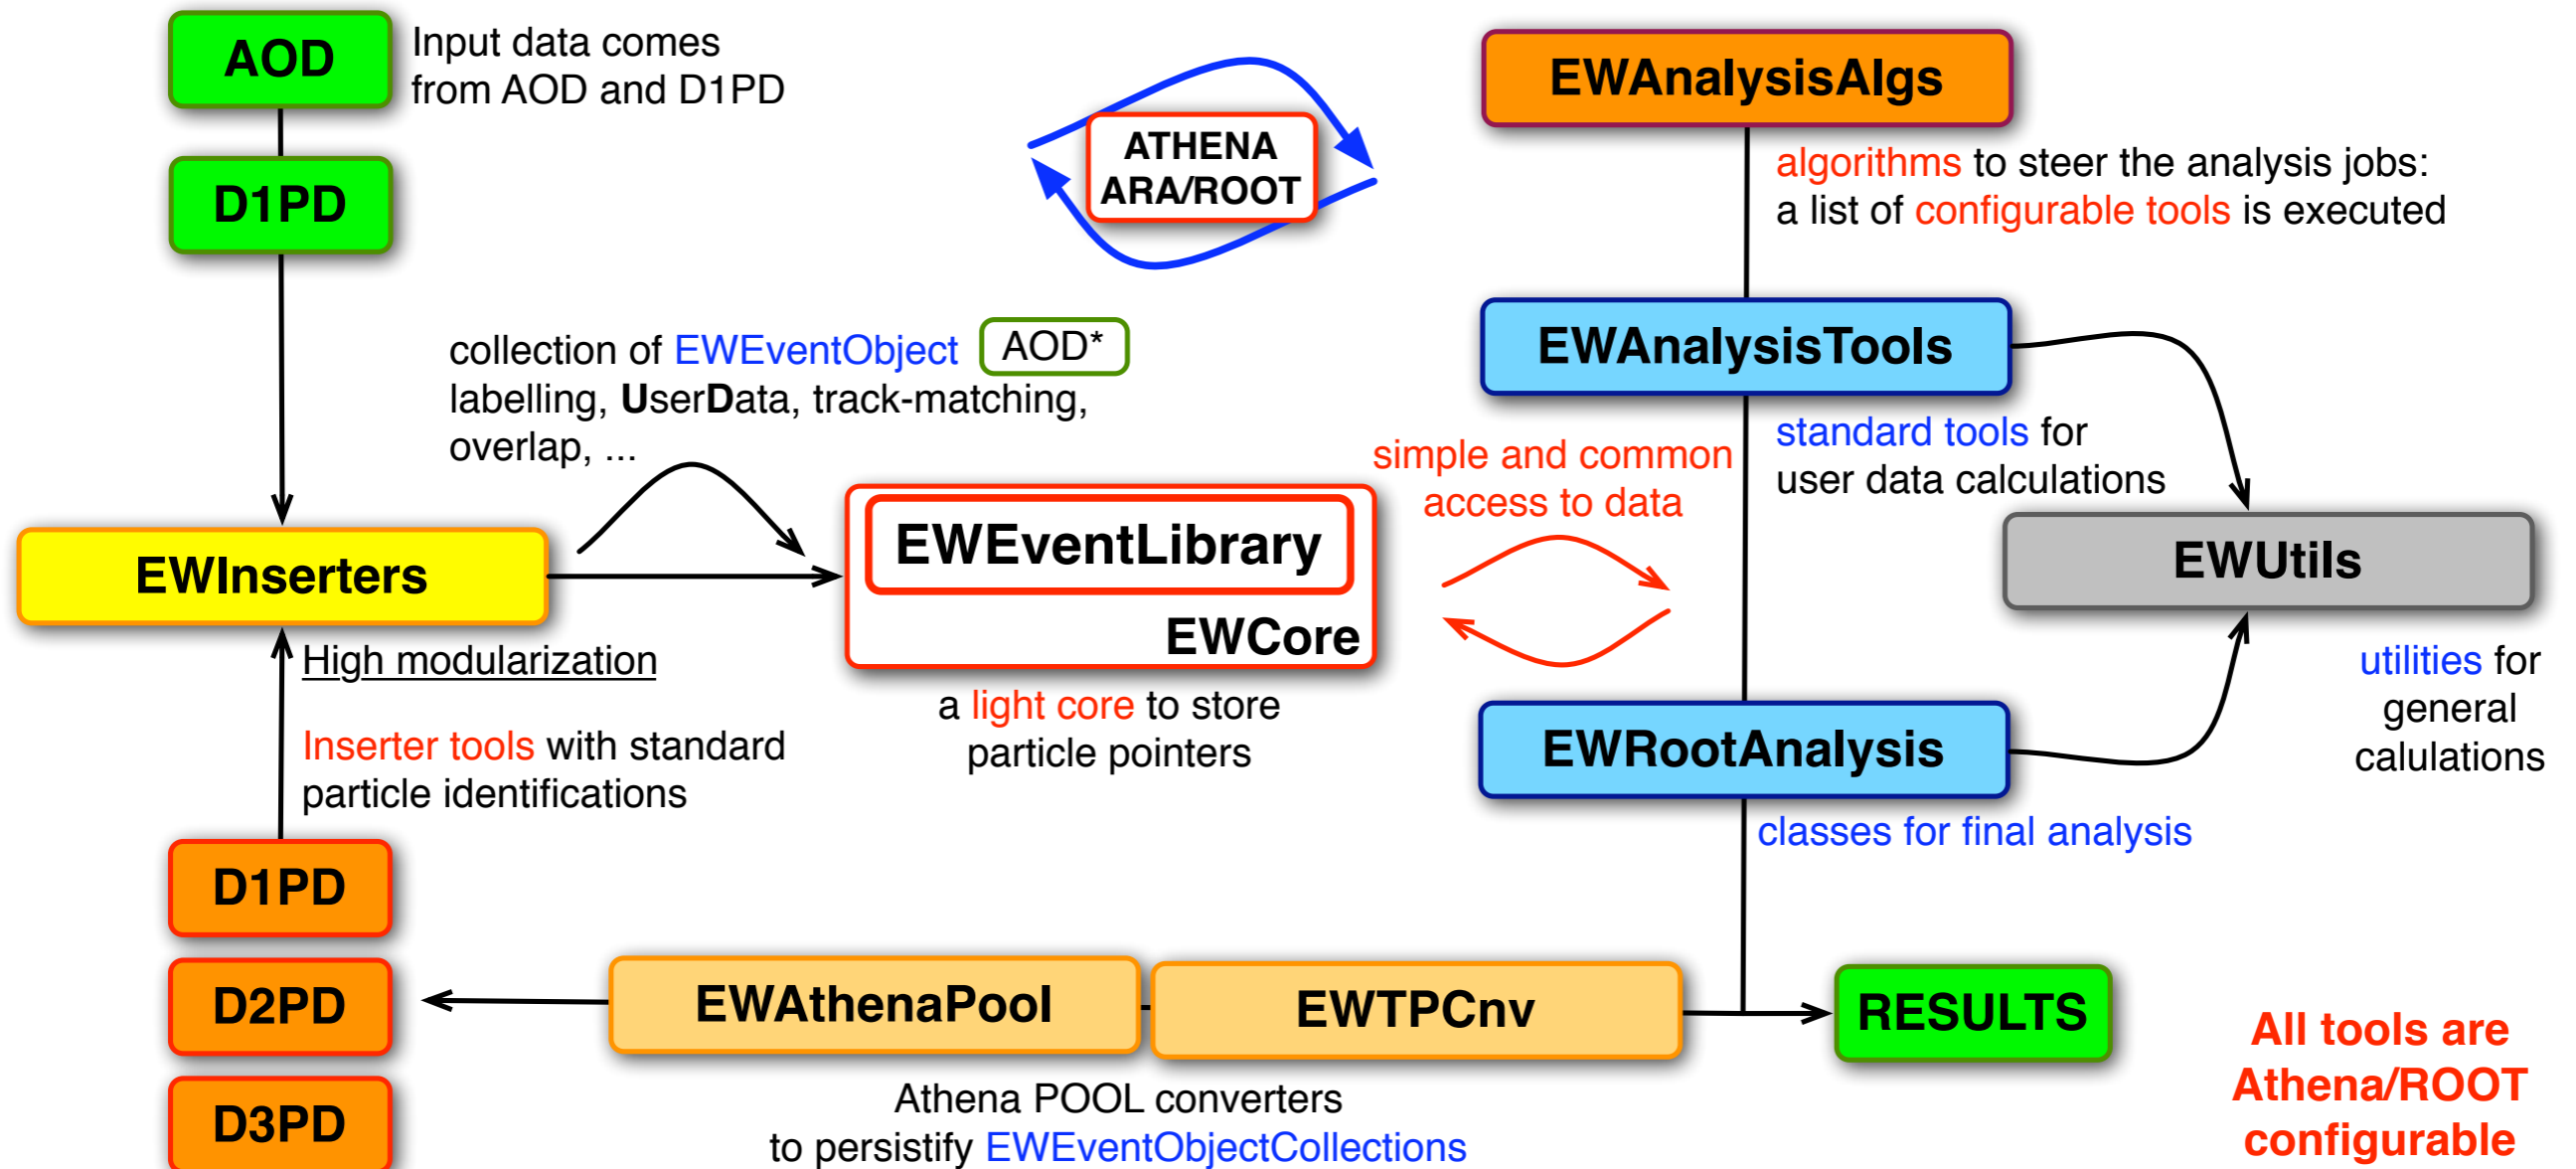 AOD
Input data comes
from AOD and D1PD
D1PD
ATHENA
ARA/ROOT
EWAnalysisAlgs
algorithms to steer the analysis jobs:
a list of configurable tools is executed
collection of EWEventObject AOD*
labelling, UserData, track-matching,
overlap, ...
EWAnalysisTools
standard tools for
user data calculations
simple and common
access to data
EWInserters
EWEventLibrary
EWCore
a light core to store
particle pointers
EWUtils
utilities for
general
calulations
High modularization
Inserter tools with standard
particle identifications
EWRootAnalysis
classes for final analysis
D1PD
D2PD
D3PD
EWAthenaPool
EWTPCnv
RESULTS
Athena POOL converters
to persistify EWEventObjectCollections
All tools are
Athena/ROOT
configurable